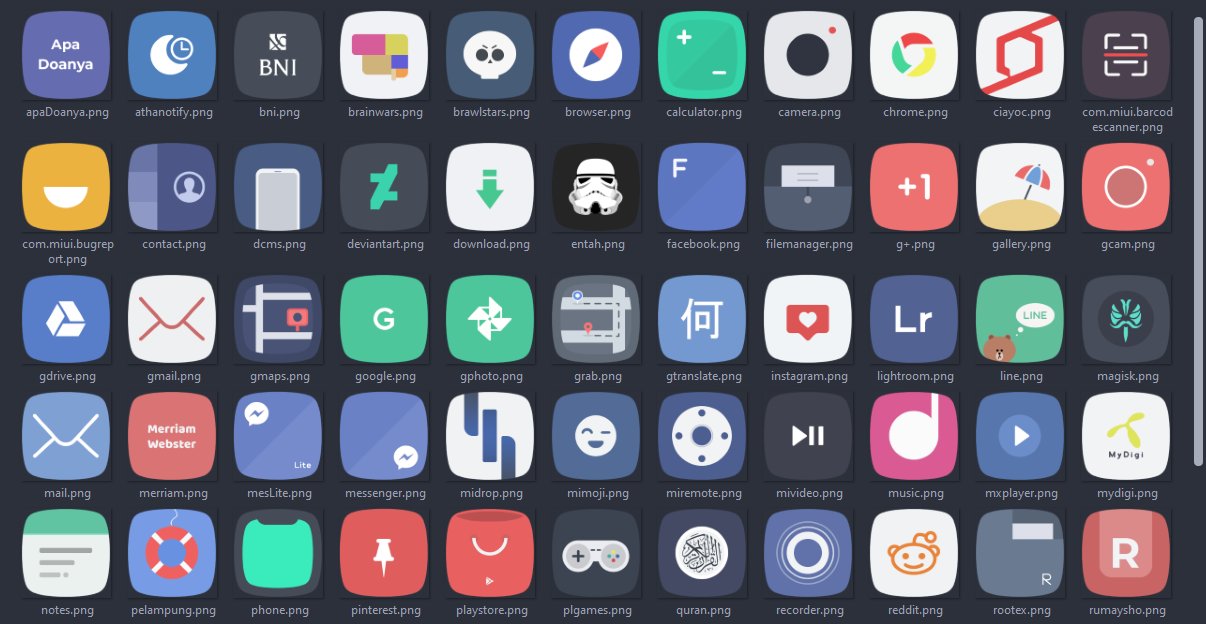 Apa
Doanya
BNI
apaDoanya.png
athanotify.png
bni.png
brainwars.png
brawlstars.png
browser.png
calculator.png
camera.png
chrome.png
ciayoc.png
com.miui.barcod
escanner.png
F
+1
com.miui.bugrep
ort.png
contact.png
dcms.png
deviantart.png
download.png
entah.png
facebook.png
filemanager.png
g+.png
gallery.png
gcam.png
G
何
Lr
LINE
gdrive.png
gmail.png
gmaps.png
google.png
gphoto.png
grab.png
gtranslate.png
instagram.png
lightroom.png
line.png
magisk.png
Merriam
Webster
Lite
MyDigi
mail.png
merriam.png
mesLite.png
messenger.png
midrop.png
mimoji.png
miremote.png
mivideo.png
music.png
mxplayer.png
mydigi.png
R
R
notes.png
pelampung.png
phone.png
pinterest.png
playstore.png
plgames.png
quran.png
recorder.png
reddit.png
rootex.png
rumaysho.png